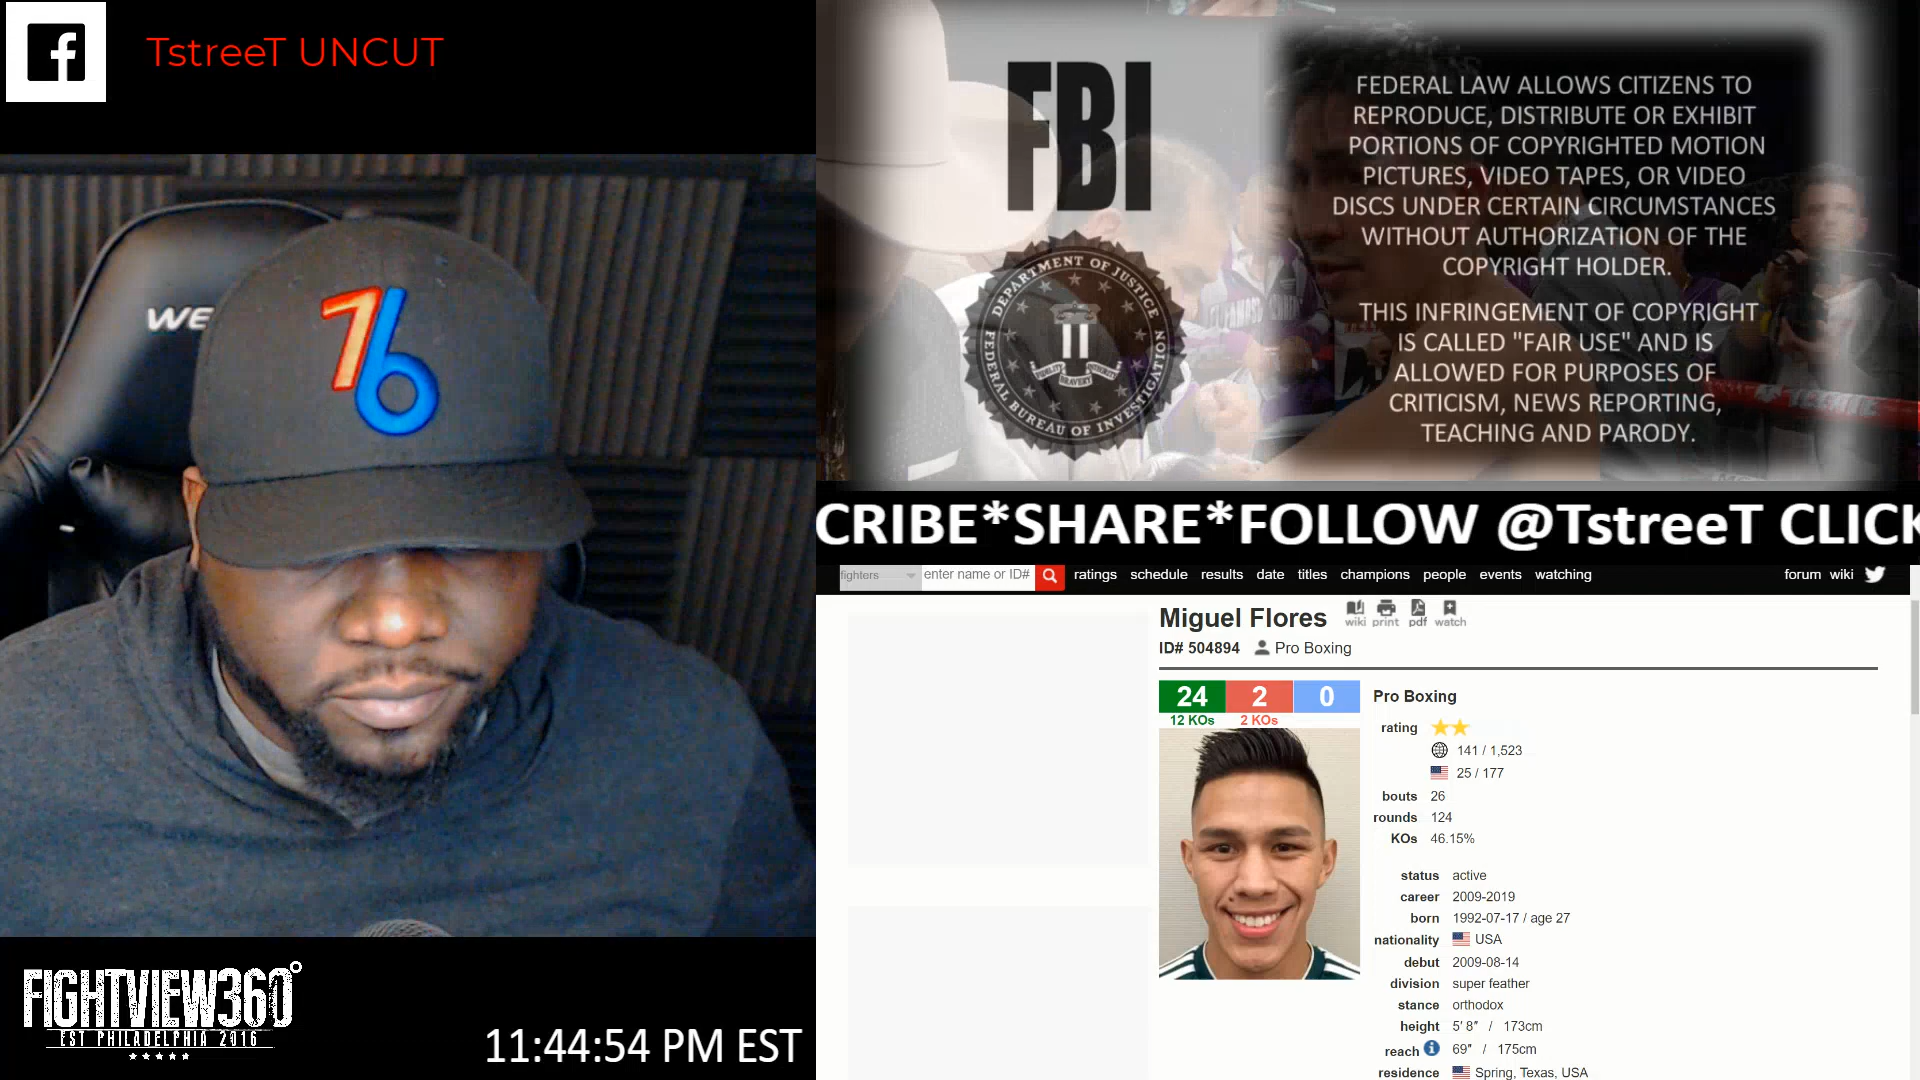 TstreeT UNCUT
WE
76
FBI
DEPARTMENT OF JUSTICE
FEDERAL BUREAU OF INVESTIGATION
FIDELITY BRAVERY INTEGRITY
FEDERAL LAW ALLOWS CITIZENS TO
REPRODUCE, DISTRIBUTE OR EXHIBIT
PORTIONS OF COPYRIGHTED MOTION
PICTURES, VIDEO TAPES, OR VIDEO
DISCS UNDER CERTAIN CIRCUMSTANCES
WITHOUT AUTHORIZATION OF THE
COPYRIGHT HOLDER.
THIS INFRINGEMENT OF COPYRIGHT
IS CALLED "FAIR USE" AND IS
ALLOWED FOR PURPOSES OF
CRITICISM, NEWS REPORTING,
TEACHING AND PARODY.
CRIBE*SHARE*FOLLOW @TstreeT CLICK
fighters enter name or ID# ratings schedule results date titles champions people events watching forum wiki
Miguel Flores wiki print pdf watch
ID# 504894 Pro Boxing
24 2 0
12 KOs 2 KOs
Pro Boxing
rating
141 / 1,523
25 / 177
bouts 26
rounds 124
KOs 46.15%
status active
career 2009-2019
born 1992-07-17 / age 27
nationality USA
debut 2009-08-14
division super feather
stance orthodox
height 5′ 8″ / 173cm
reach 69″ / 175cm
residence Spring, Texas, USA
FIGHTVIEW360°
EST PHILADELPHIA 2016
11:44:54 PM EST